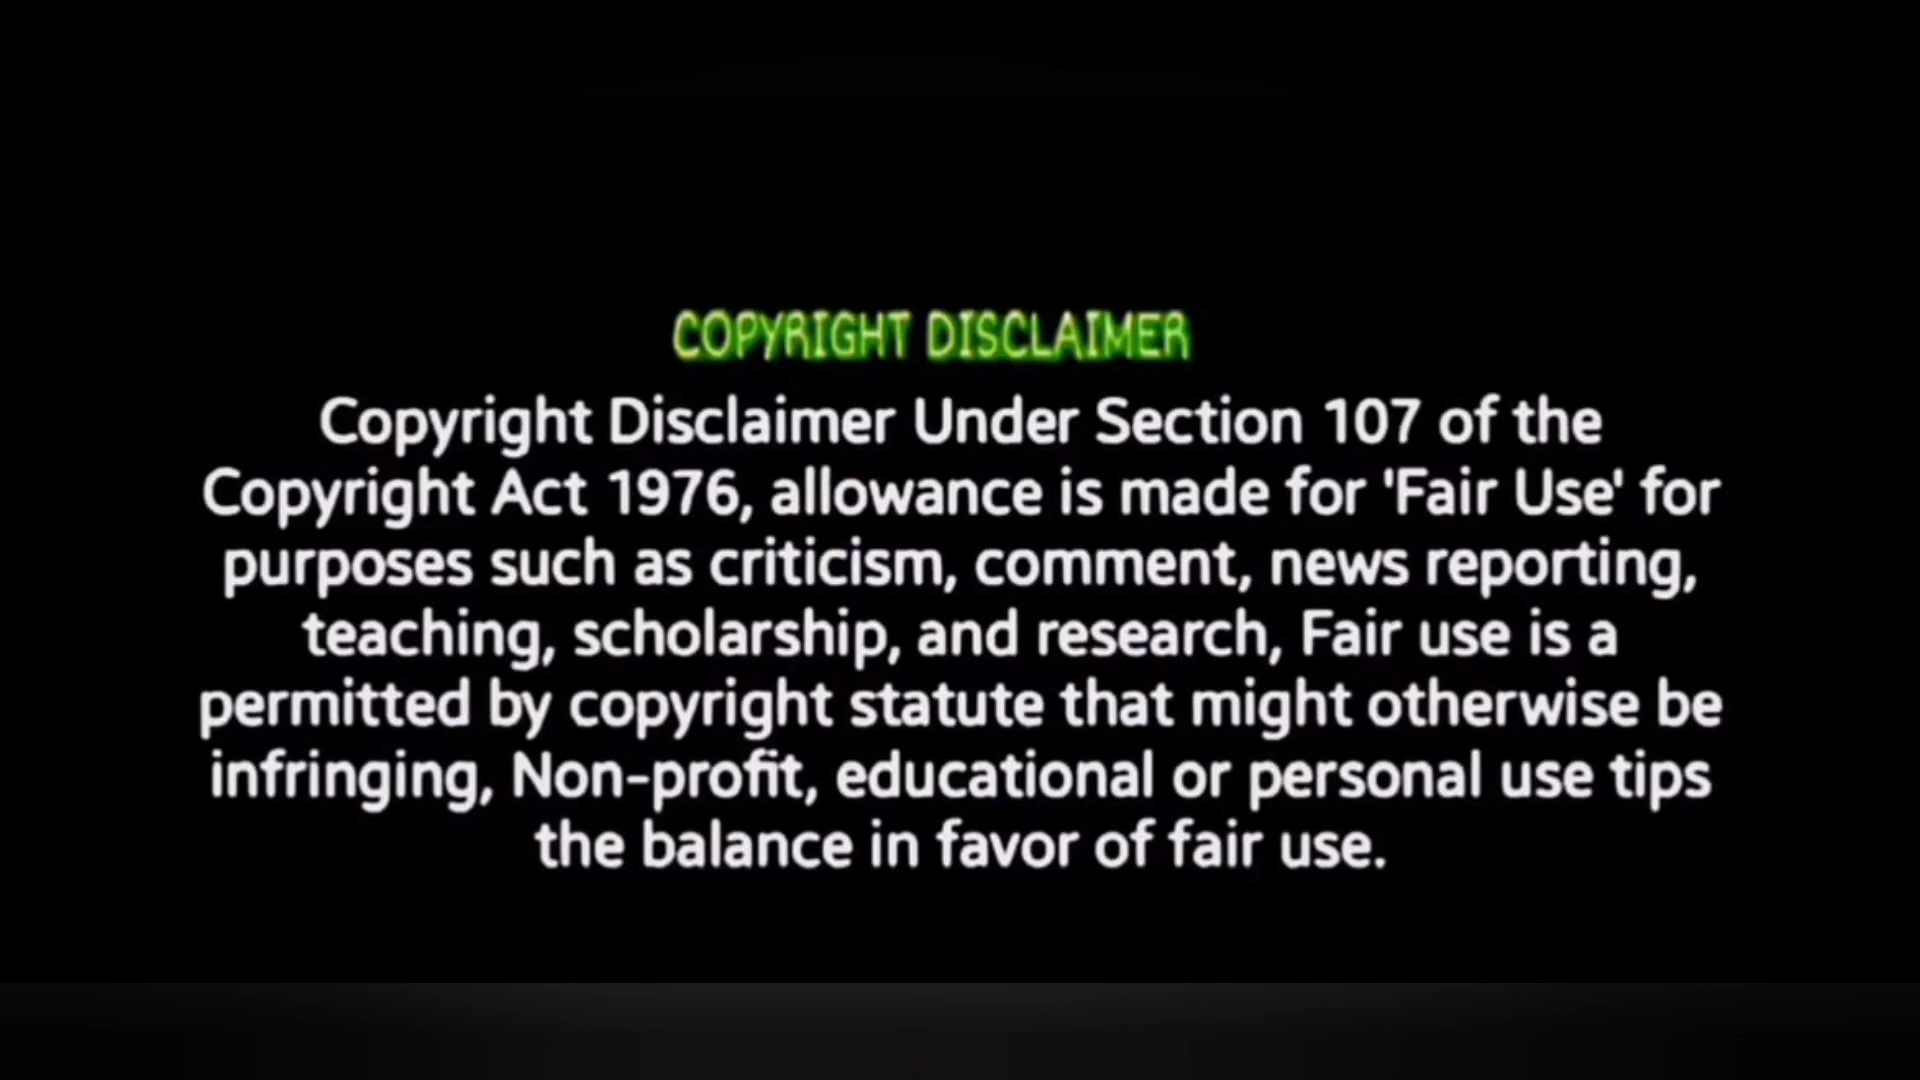 COPYRIGHT DISCLAIMER
Copyright Disclaimer Under Section 107 of the
Copyright Act 1976, allowance is made for 'Fair Use' for
purposes such as criticism, comment, news reporting,
teaching, scholarship, and research, Fair use is a
permitted by copyright statute that might otherwise be
infringing, Non-profit, educational or personal use tips
the balance in favor of fair use.